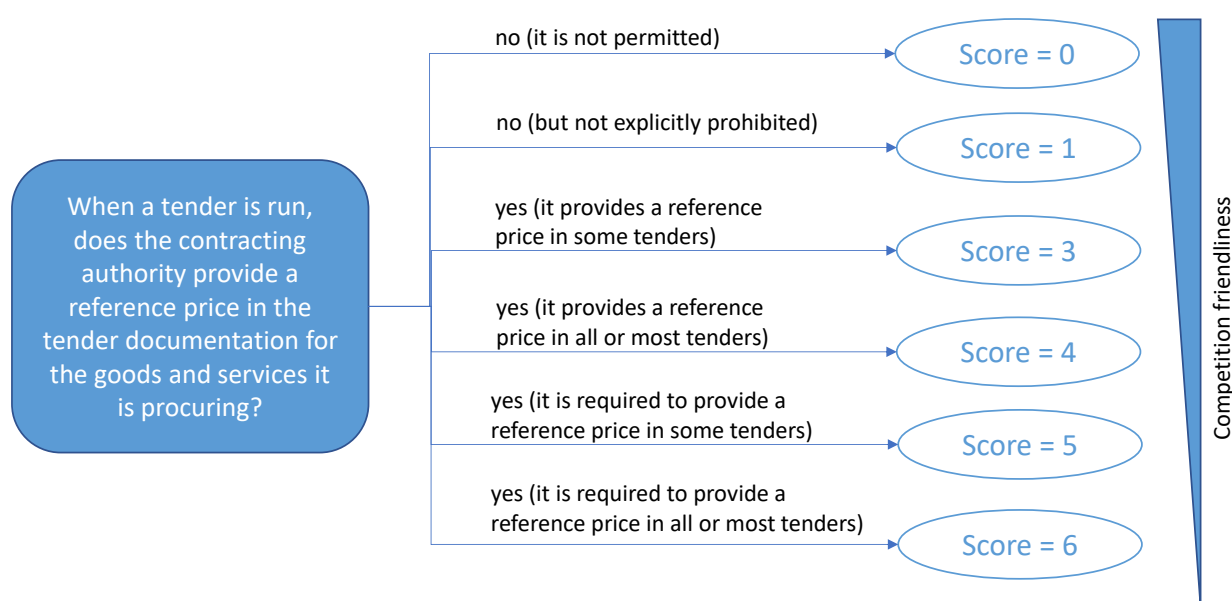 When a tender is run,
does the contracting
authority provide a
reference price in the
tender documentation for
the goods and services it
is procuring?
no (it is not permitted)
Score = 0
no (but not explicitly prohibited)
Score = 1
yes (it provides a reference
price in some tenders)
Score = 3
yes (it provides a reference
price in all or most tenders)
Score = 4
yes (it is required to provide a
reference price in some tenders)
Score = 5
yes (it is required to provide a
reference price in all or most tenders)
Score = 6
Competition friendliness